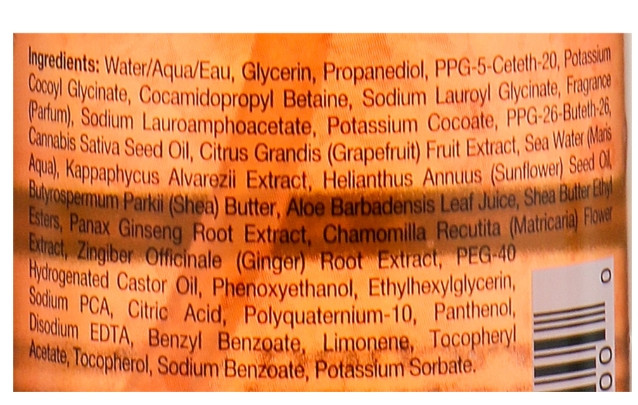 Ingredients: Water/Aqua/Eau, Glycerin, Propanediol, PPG-5-Ceteth-20, Potassium
Cocoyl Glycinate, Cocamidopropyl Betaine, Sodium Lauroyl Glycinate, Fragrance
(Parfum), Sodium Lauroamphoacetate, Potassium Cocoate, PPG-26-Buteth-26,
Cannabis Sativa Seed Oil, Citrus Grandis (Grapefruit) Fruit Extract, Sea Water (Maris
Aqua), Kappaphycus Alvarezii Extract, Helianthus Annuus (Sunflower) Seed Oil,
Butyrospermum Parkii (Shea) Butter, Aloe Barbadensis Leaf Juice, Shea Butter Ethyl
Esters, Panax Ginseng Root Extract, Chamomilla Recutita (Matricaria) Flower
Extract, Zingiber Officinale (Ginger) Root Extract, PEG-40
Hydrogenated Castor Oil, Phenoxyethanol, Ethylhexylglycerin,
Sodium PCA, Citric Acid, Polyquaternium-10, Panthenol,
Disodium EDTA, Benzyl Benzoate, Limonene, Tocopheryl
Acetate, Tocopherol, Sodium Benzoate, Potassium Sorbate.
0
0
0